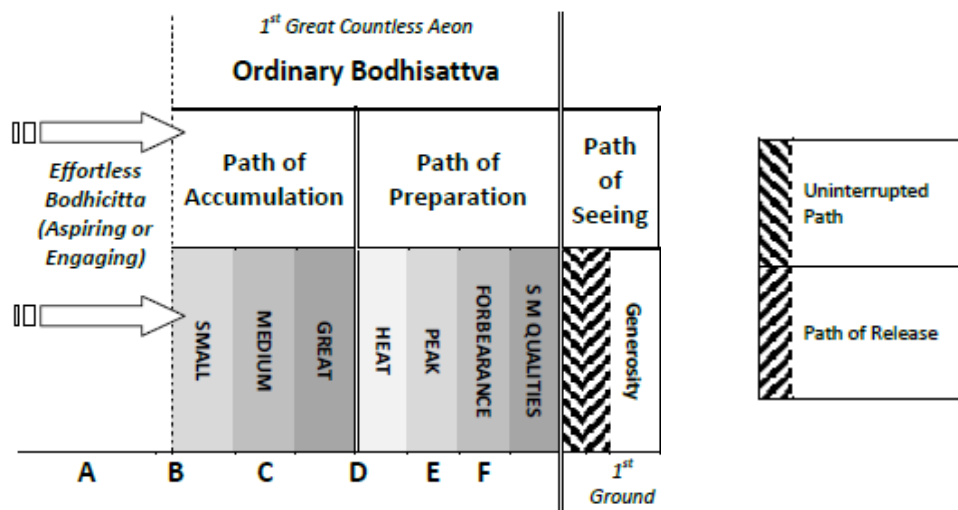 1st Great Countless Aeon
Ordinary Bodhisattva
Effortless
Bodhicitta
(Aspiring or
Engaging)
Path of
Accumulation
Path of
Preparation
Path
of
Seeing
SMALL
MEDIUM
GREAT
HEAT
PEAK
FORBEARANCE
S M QUALITIES
Generosity
A B C D E F
1st
Ground
Uninterrupted
Path
Path of Release